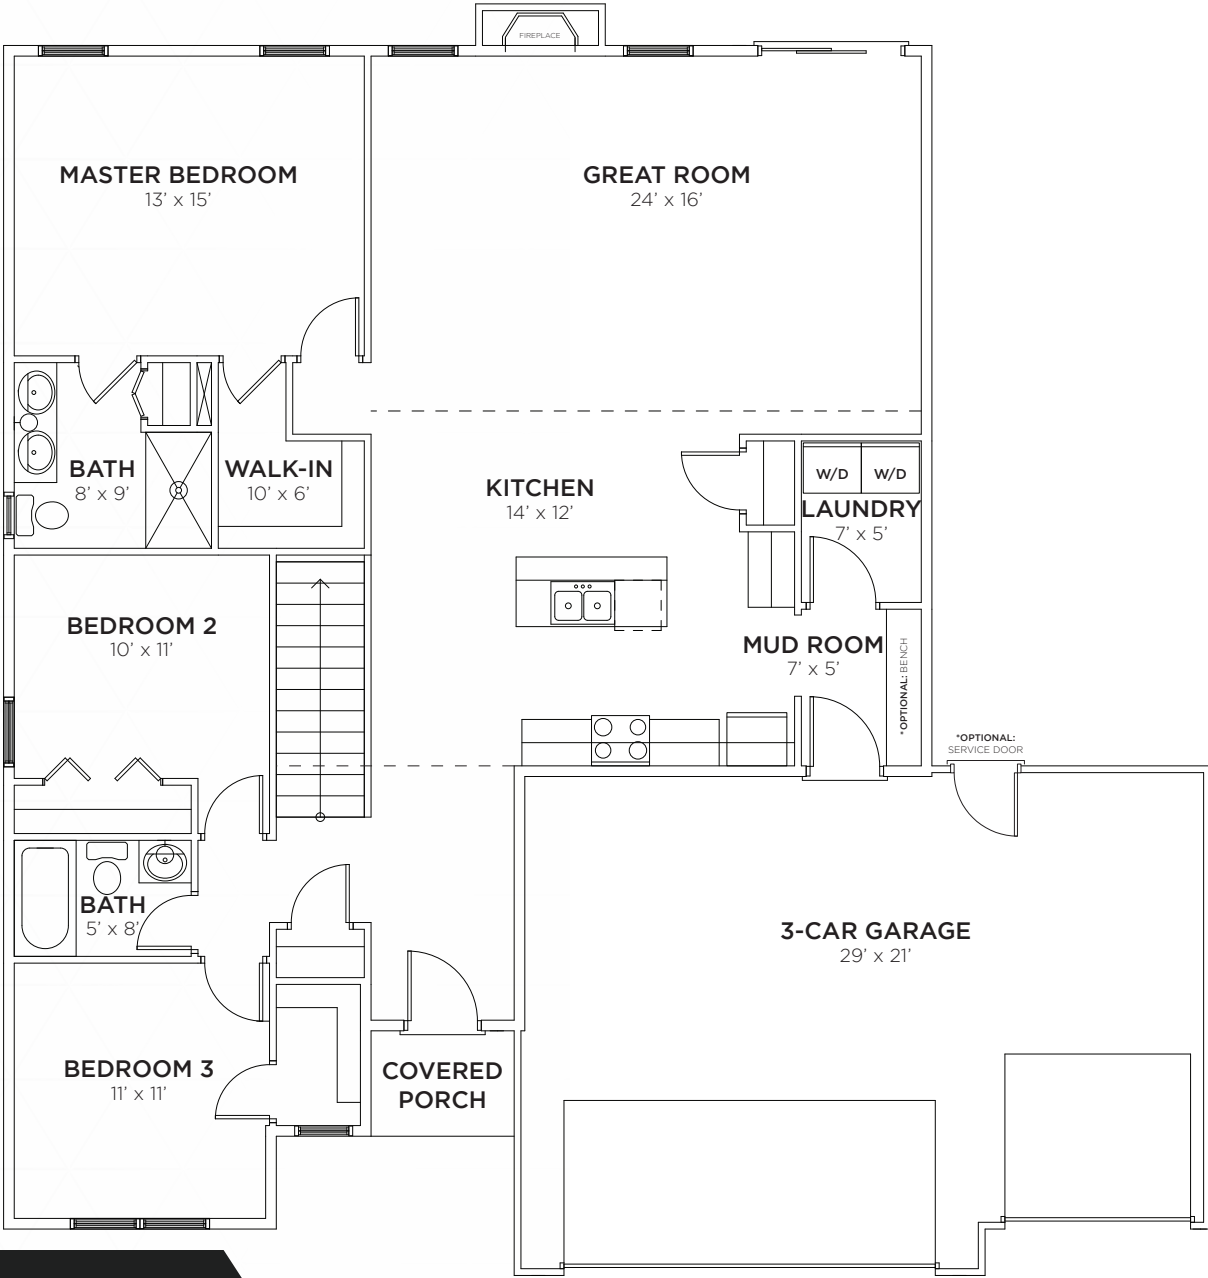 FIREPLACE
MASTER BEDROOM
13’ x 15’
GREAT ROOM
24’ x 16’
BATH
8’ x 9’
WALK-IN
10’ x 6’
KITCHEN
14’ x 12’
W/D W/D
LAUNDRY
7’ x 5’
BEDROOM 2
10’ x 11’
MUD ROOM
7’ x 5’
*OPTIONAL: BENCH
*OPTIONAL:
SERVICE DOOR
BATH
5’ x 8’
3-CAR GARAGE
29’ x 21’
BEDROOM 3
11’ x 11’
COVERED
PORCH